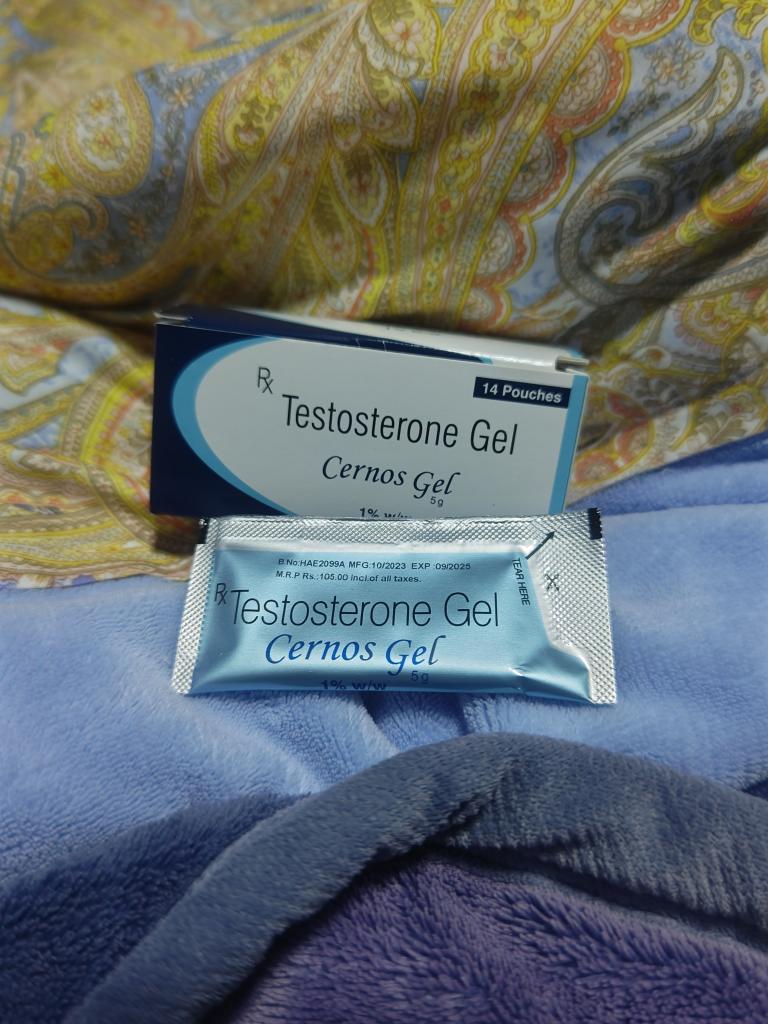 14 Pouches
Rx
Testosterone Gel
Cernos Gel
5g
1% w/w
B.No:HAE2099A MFG:10/2023 EXP :09/2025
M.R.P Rs.:105.00 incl.of all taxes.
TEAR HERE
Rx
Testosterone Gel
Cernos Gel
5g
1% w/w